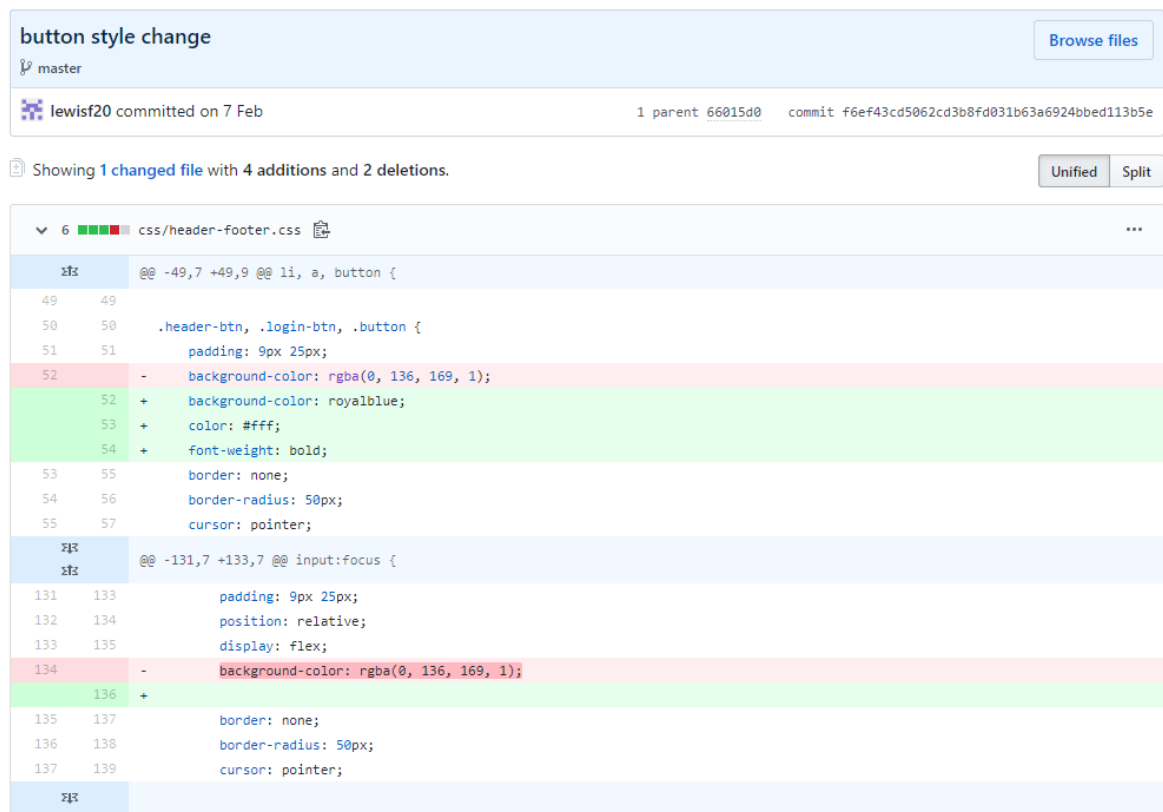 button style change
Browse files
master
lewisf20 committed on 7 Feb
1 parent 66015d0 commit f6ef43cd5062cd3b8fd031b63a6924bbed113b5e
Showing 1 changed file with 4 additions and 2 deletions.
Unified Split
6 css/header-footer.css
@@ -49,7 +49,9 @@ li, a, button {
49 49
50 50 .header-btn, .login-btn, .button {
51 51 padding: 9px 25px;
52 - background-color: rgba(0, 136, 169, 1);
52 + background-color: royalblue;
53 + color: #fff;
54 + font-weight: bold;
53 55 border: none;
54 56 border-radius: 50px;
55 57 cursor: pointer;
@@ -131,7 +133,7 @@ input:focus {
131 133 padding: 9px 25px;
132 134 position: relative;
133 135 display: flex;
134 - background-color: rgba(0, 136, 169, 1);
136 +
135 137 border: none;
136 138 border-radius: 50px;
137 139 cursor: pointer;